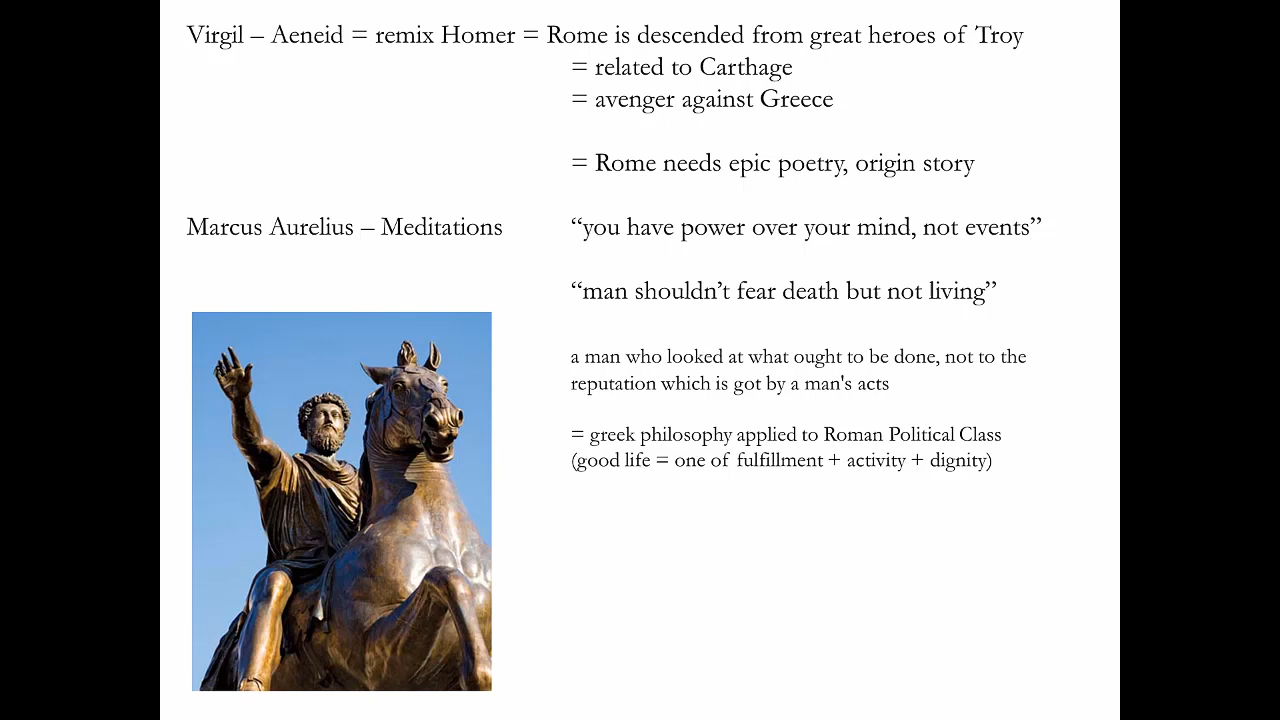 Virgil – Aeneid = remix Homer = Rome is descended from great heroes of Troy
= related to Carthage
= avenger against Greece
= Rome needs epic poetry, origin story
Marcus Aurelius – Meditations “you have power over your mind, not events”
“man shouldn’t fear death but not living”
a man who looked at what ought to be done, not to the
reputation which is got by a man's acts
= greek philosophy applied to Roman Political Class
(good life = one of fulfillment + activity + dignity)